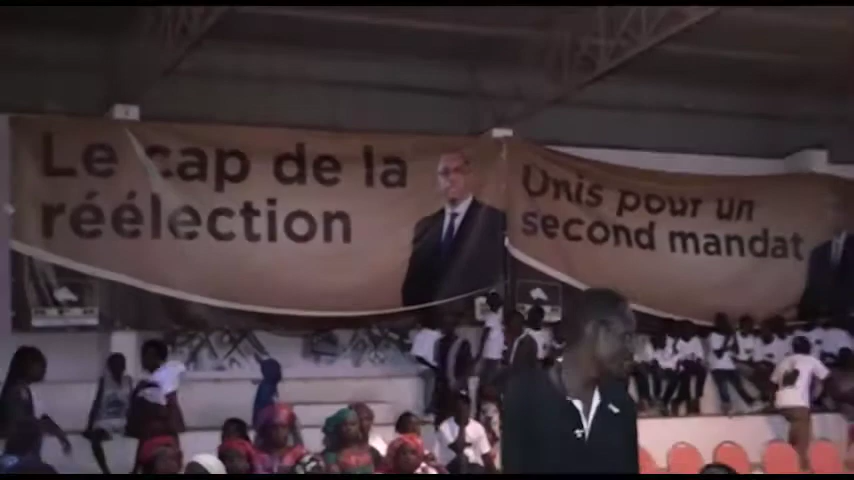 Le cap de la
réélection
Unis pour un
second mandat